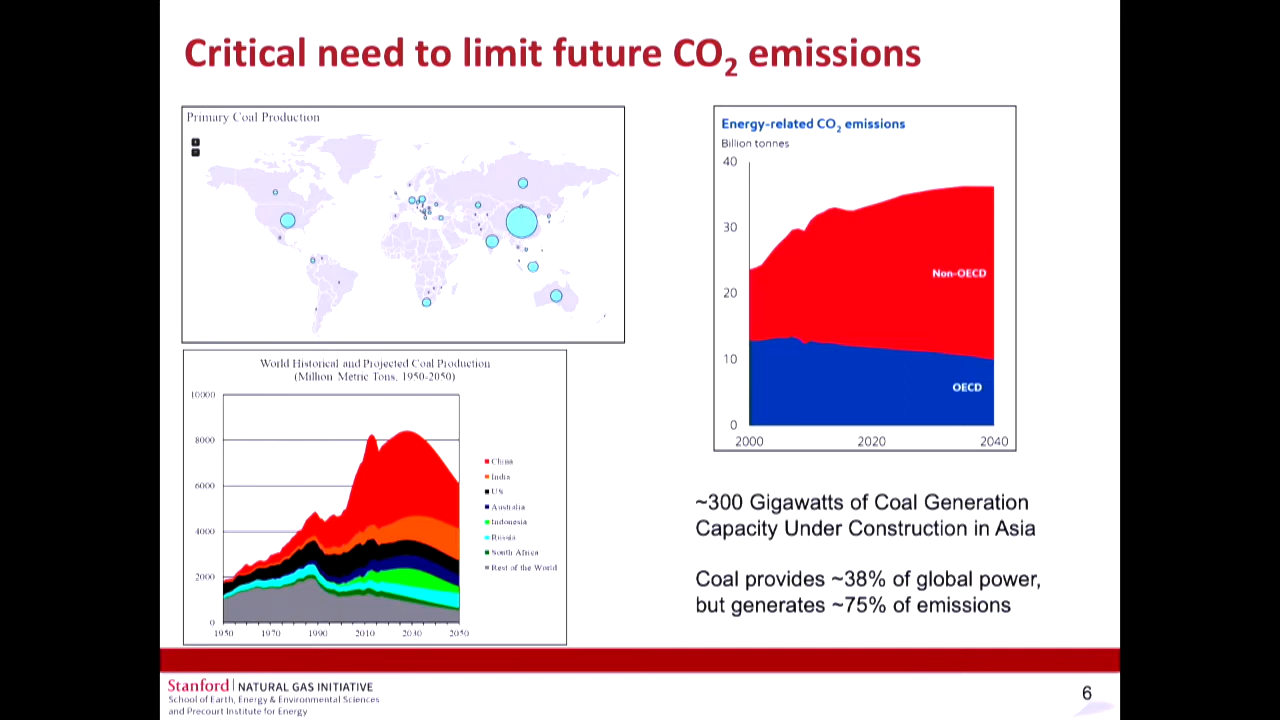 Critical need to limit future CO₂ emissions
Primary Coal Production
World Historical and Projected Coal Production
(Million Metric Tons, 1950-2050)
10000
8000
6000
4000
2000
0
1950 1970 1990 2010 2040 2050
China
India
US
Australia
Indonesia
Russia
South Africa
Rest of the World
Energy-related CO₂ emissions
Billion tonnes
40
30
20
10
0
Non-OECD
OECD
2000 2020 2040
~300 Gigawatts of Coal Generation
Capacity Under Construction in Asia
Coal provides ~38% of global power,
but generates ~75% of emissions
Stanford | NATURAL GAS INITIATIVE
School of Earth, Energy & Environmental Sciences
and Precourt Institute for Energy
6